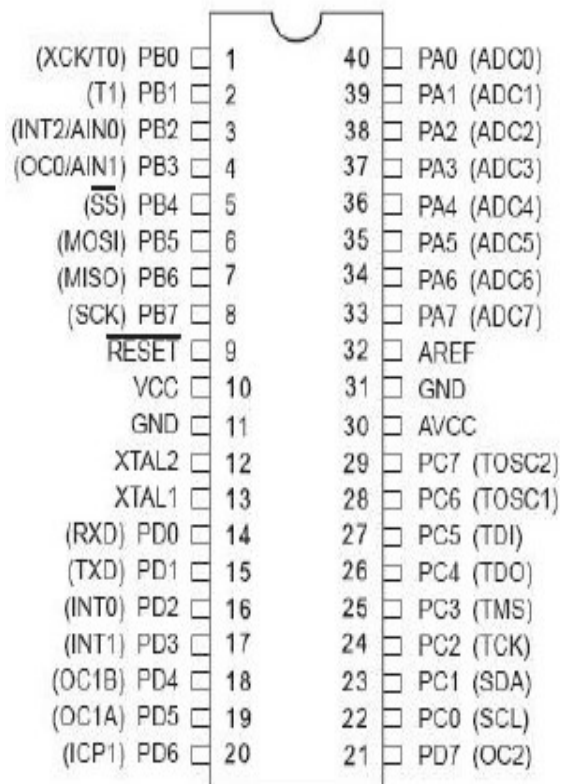 (XCK/T0) PB0 1 40 PA0 (ADC0)
(T1) PB1 2 39 PA1 (ADC1)
(INT2/AIN0) PB2 3 38 PA2 (ADC2)
(OC0/AIN1) PB3 4 37 PA3 (ADC3)
(SS) PB4 5 36 PA4 (ADC4)
(MOSI) PB5 6 35 PA5 (ADC5)
(MISO) PB6 7 34 PA6 (ADC6)
(SCK) PB7 8 33 PA7 (ADC7)
RESET 9 32 AREF
VCC 10 31 GND
GND 11 30 AVCC
XTAL2 12 29 PC7 (TOSC2)
XTAL1 13 28 PC6 (TOSC1)
(RXD) PD0 14 27 PC5 (TDI)
(TXD) PD1 15 26 PC4 (TDO)
(INT0) PD2 16 25 PC3 (TMS)
(INT1) PD3 17 24 PC2 (TCK)
(OC1B) PD4 18 23 PC1 (SDA)
(OC1A) PD5 19 22 PC0 (SCL)
(ICP1) PD6 20 21 PD7 (OC2)